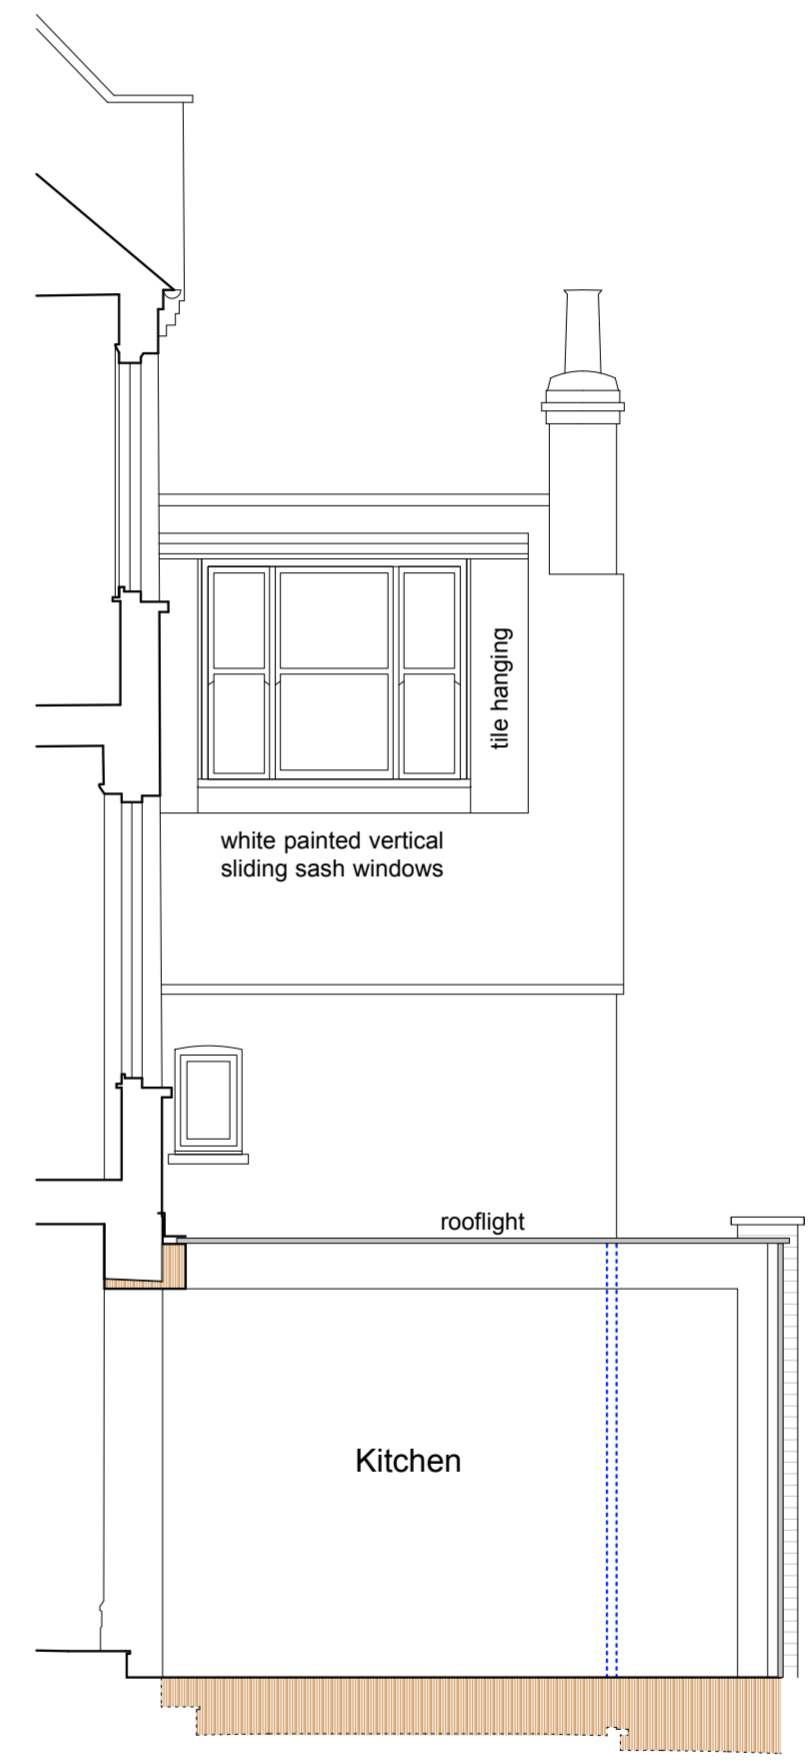 tile hanging
white painted vertical
sliding sash windows
rooflight
Kitchen